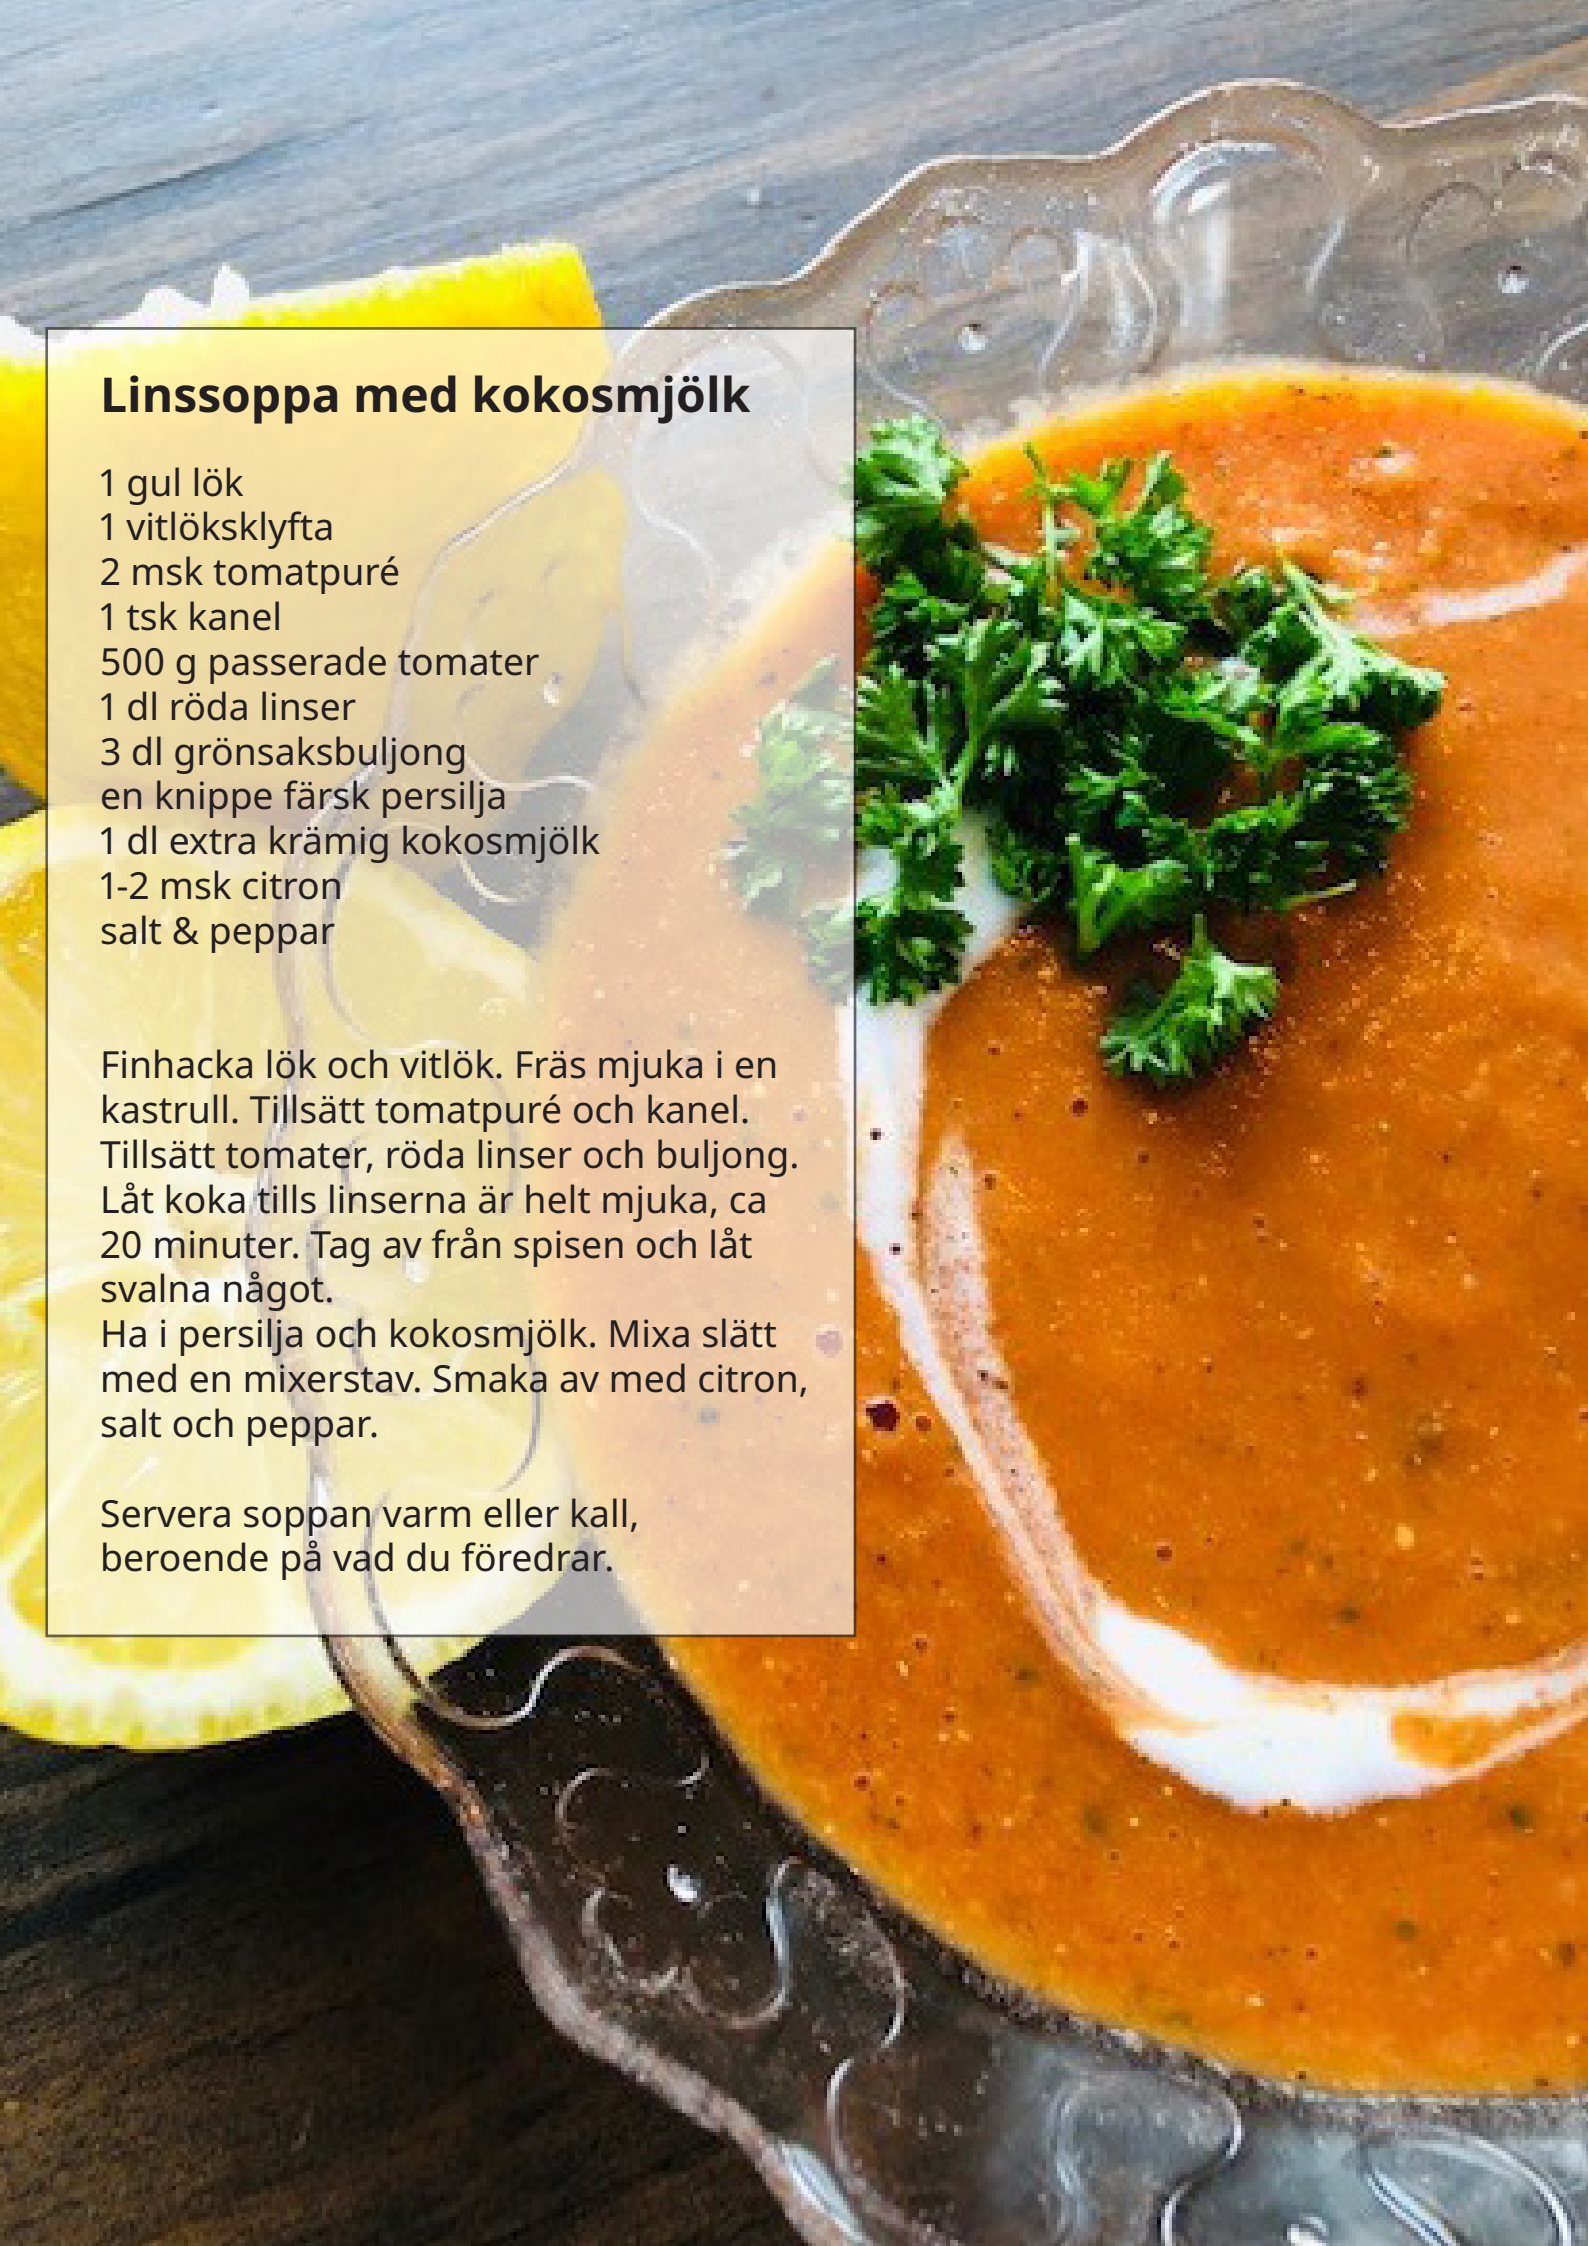 Linssoppa med kokosmjölk
1 gul lök
1 vitlöksklyfta
2 msk tomatpuré
1 tsk kanel
500 g passerade tomater
1 dl röda linser
3 dl grönsaksbuljong
en knippe färsk persilja
1 dl extra krämig kokosmjölk
1-2 msk citron
salt & peppar
Finhacka lök och vitlök. Fräs mjuka i en
kastrull. Tillsätt tomatpuré och kanel.
Tillsätt tomater, röda linser och buljong.
Låt koka tills linserna är helt mjuka, ca
20 minuter. Tag av från spisen och låt
svalna något.
Ha i persilja och kokosmjölk. Mixa slätt
med en mixerstav. Smaka av med citron,
salt och peppar.
Servera soppan varm eller kall,
beroende på vad du föredrar.